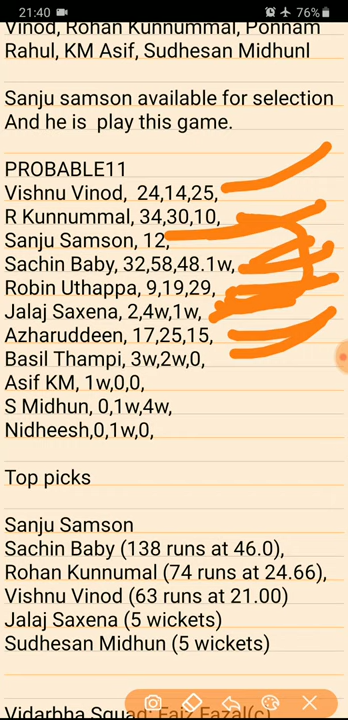 21:40 76%
Vinod, Rohan Kunnummal, Ponnam
Rahul, KM Asif, Sudhesan Midhunl
Sanju samson available for selection
And he is play this game.
PROBABLE11
Vishnu Vinod, 24,14,25,
R Kunnummal, 34,30,10,
Sanju Samson, 12,
Sachin Baby, 32,58,48.1w,
Robin Uthappa, 9,19,29,
Jalaj Saxena, 2,4w,1w,
Azharuddeen, 17,25,15,
Basil Thampi, 3w,2w,0,
Asif KM, 1w,0,0,
S Midhun, 0,1w,4w,
Nidheesh,0,1w,0,
Top picks
Sanju Samson
Sachin Baby (138 runs at 46.0),
Rohan Kunnumal (74 runs at 24.66),
Vishnu Vinod (63 runs at 21.00)
Jalaj Saxena (5 wickets)
Sudhesan Midhun (5 wickets)
Vidarbha Squad: Faiz Fazal(c)